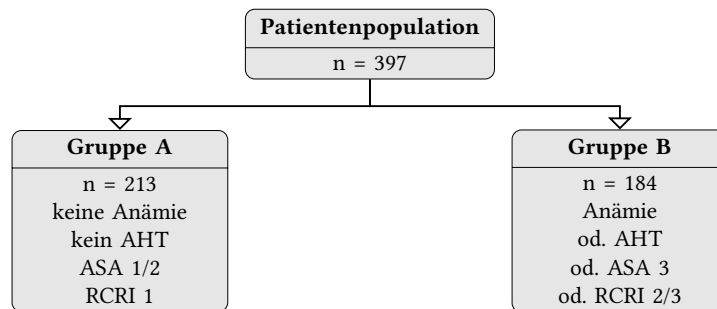 Patientenpopulation
n = 397
Gruppe A
n = 213
keine Anämie
kein AHT
ASA 1/2
RCRI 1
Gruppe B
n = 184
Anämie
od. AHT
od. ASA 3
od. RCRI 2/3